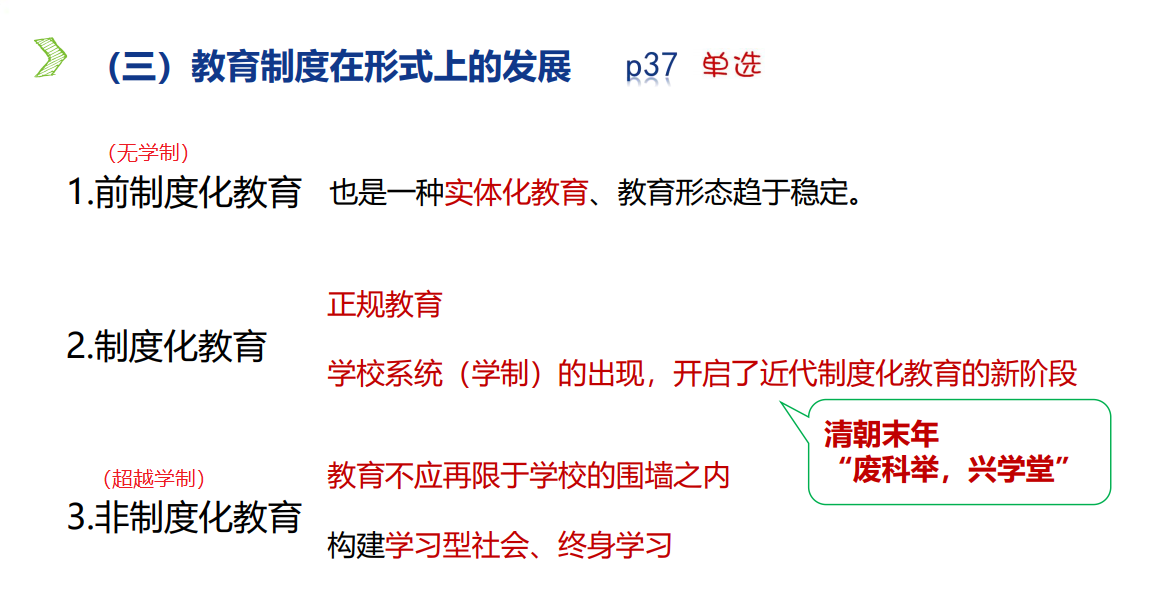 （三）教育制度在形式上的发展 p37 单选
（无学制）
1.前制度化教育 也是一种实体化教育、教育形态趋于稳定。
正规教育
2.制度化教育
学校系统（学制）的出现，开启了近代制度化教育的新阶段
清朝末年
“废科举，兴学堂”
（超越学制）
教育不应再限于学校的围墙之内
3.非制度化教育
构建学习型社会、终身学习